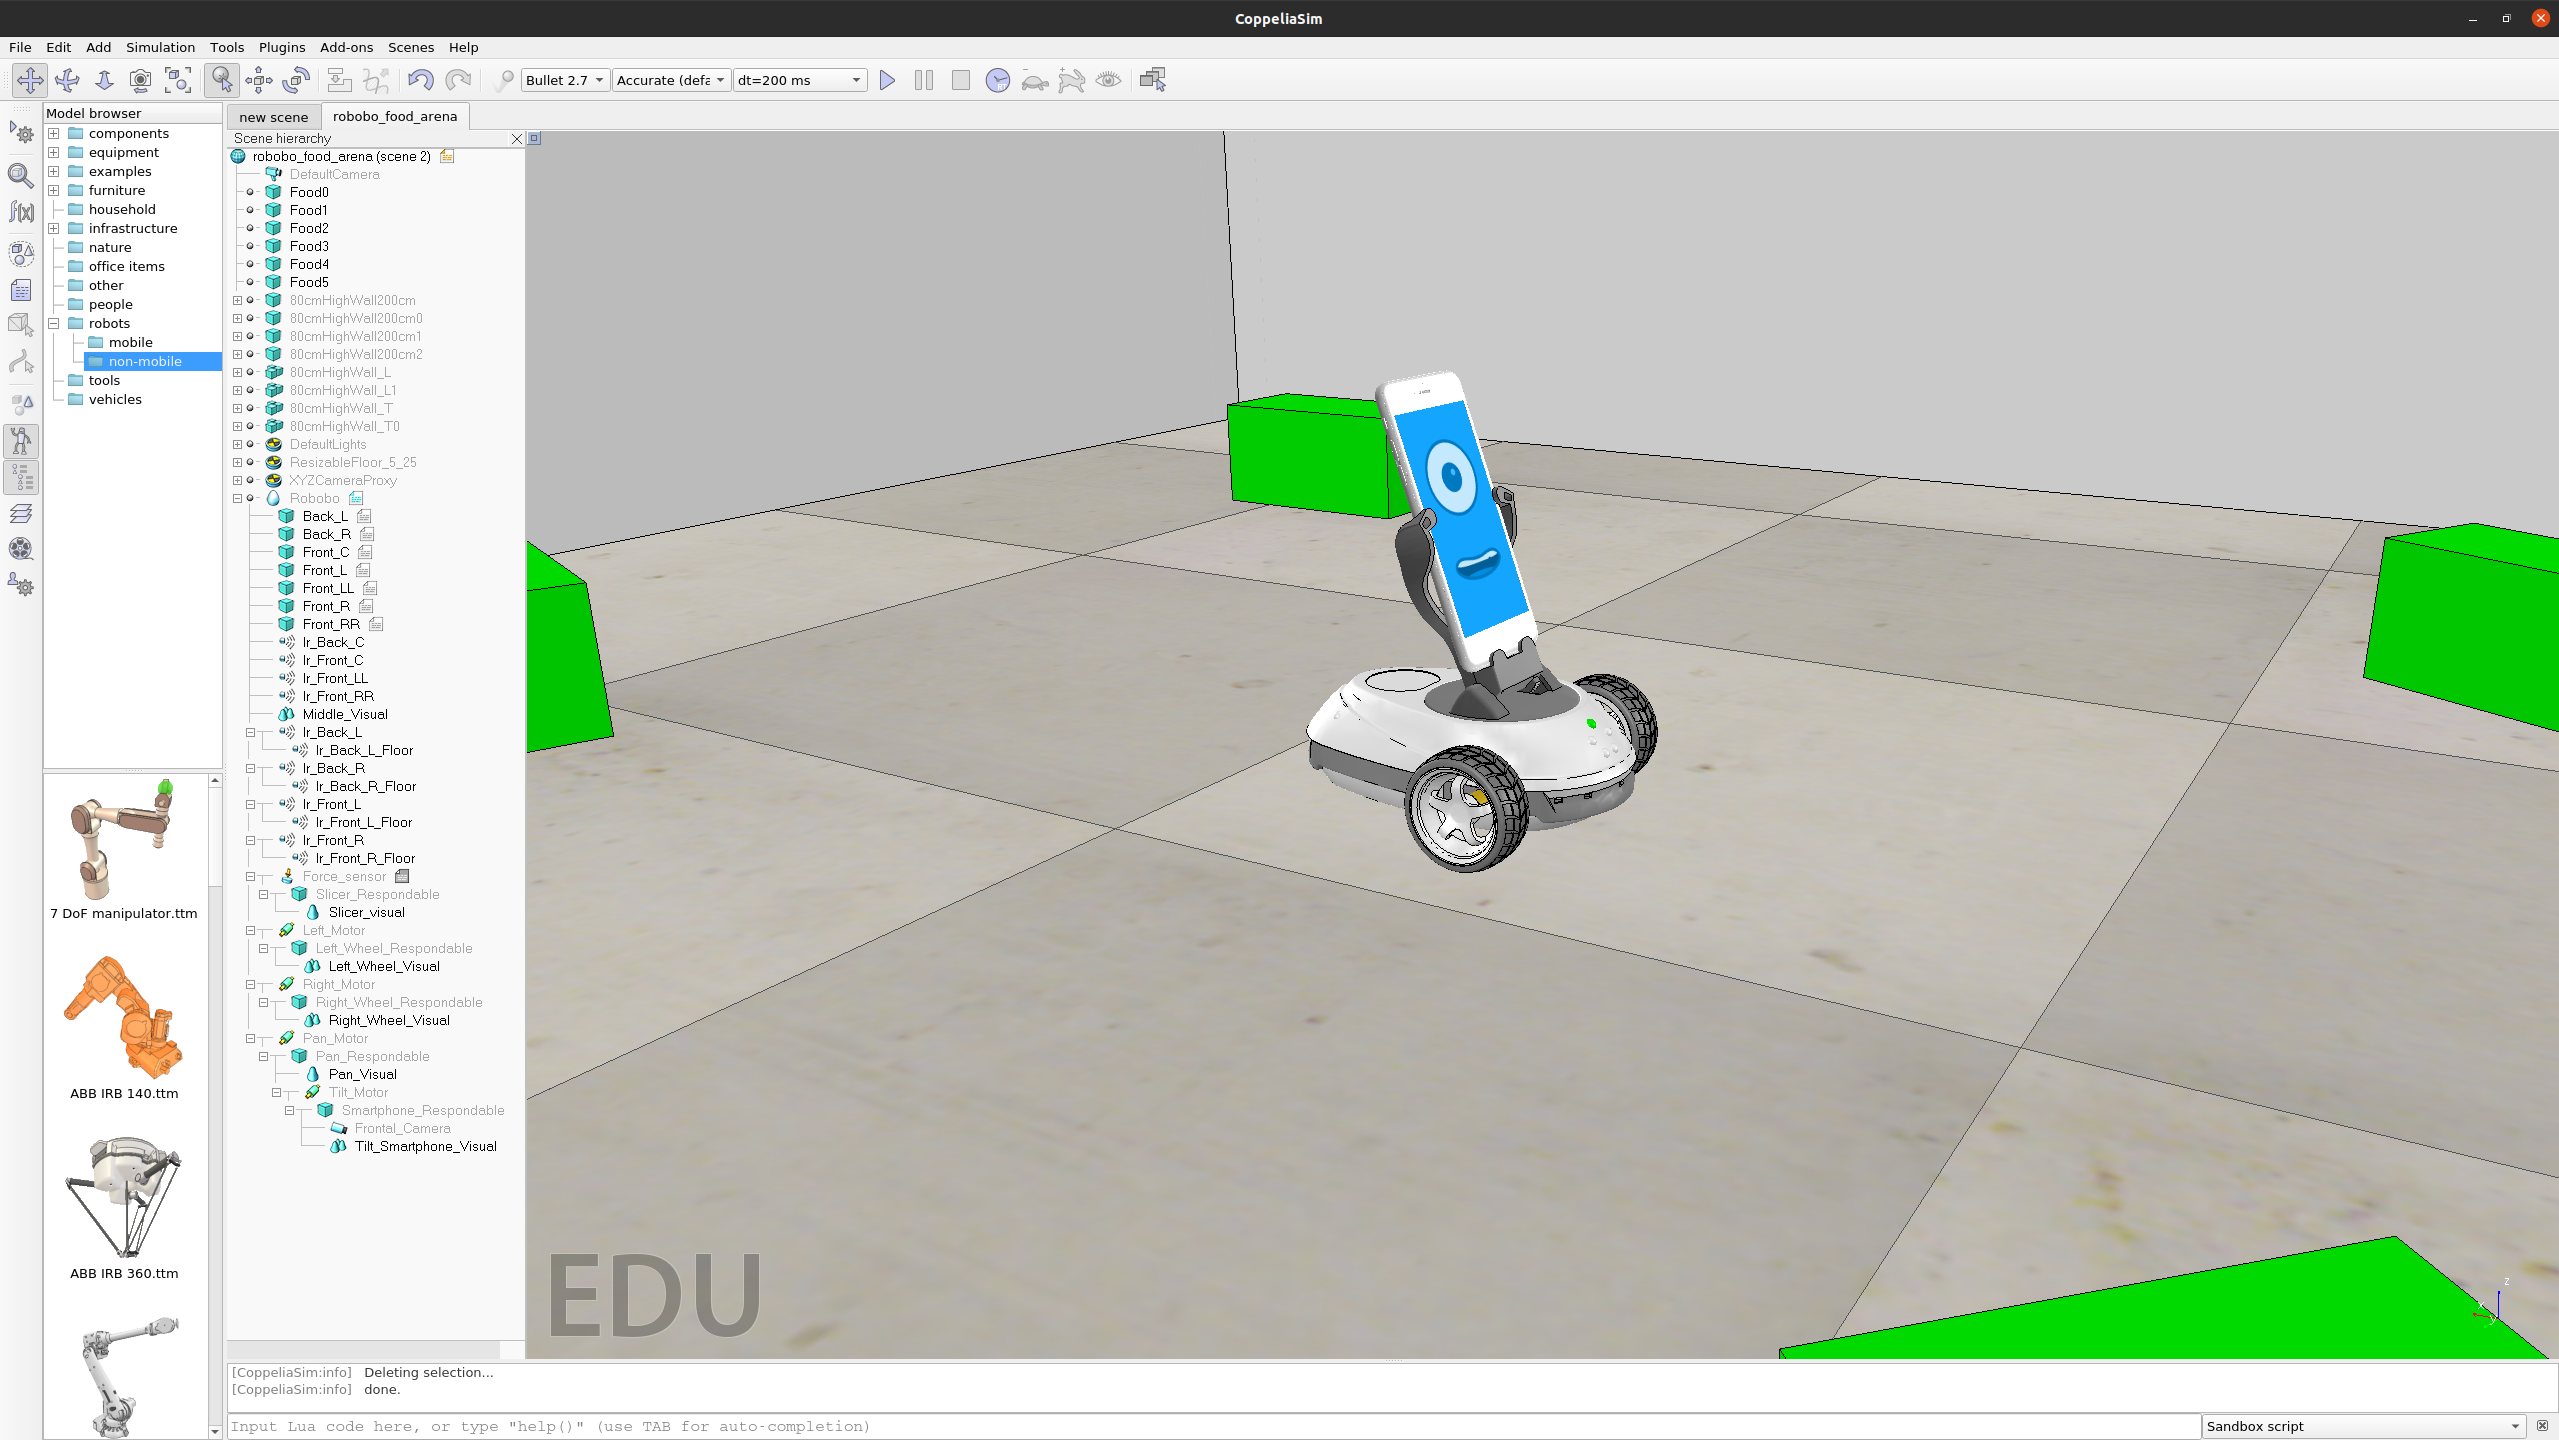 CoppeliaSim
File Edit Add Simulation Tools Plugins Add-ons Scenes Help
Bullet 2.7 Accurate (defa dt=200 ms
Model browser
components
equipment
examples
furniture
household
infrastructure
nature
office items
other
people
robots
mobile
non-mobile
tools
vehicles
7 DoF manipulator.ttm
ABB IRB 140.ttm
ABB IRB 360.ttm
new scene robobo_food_arena
Scene hierarchy
robobo_food_arena (scene 2)
DefaultCamera
Food0
Food1
Food2
Food3
Food4
Food5
80cmHighWall200cm
80cmHighWall200cm0
80cmHighWall200cm1
80cmHighWall200cm2
80cmHighWall_L
80cmHighWall_L1
80cmHighWall_T
80cmHighWall_T0
DefaultLights
ResizableFloor_5_25
XYZCameraProxy
Robobo
Back_L
Back_R
Front_C
Front_L
Front_LL
Front_R
Front_RR
Ir_Back_C
Ir_Front_C
Ir_Front_LL
Ir_Front_RR
Middle_Visual
Ir_Back_L
Ir_Back_L_Floor
Ir_Back_R
Ir_Back_R_Floor
Ir_Front_L
Ir_Front_L_Floor
Ir_Front_R
Ir_Front_R_Floor
Force_sensor
Slicer_Respondable
Slicer_visual
Left_Motor
Left_Wheel_Respondable
Left_Wheel_Visual
Right_Motor
Right_Wheel_Respondable
Right_Wheel_Visual
Pan_Motor
Pan_Respondable
Pan_Visual
Tilt_Motor
Smartphone_Respondable
Frontal_Camera
Tilt_Smartphone_Visual
EDU
z
x
y
[CoppeliaSim:info] Deleting selection...
[CoppeliaSim:info] done.
Input Lua code here, or type "help()" (use TAB for auto-completion)
Sandbox script